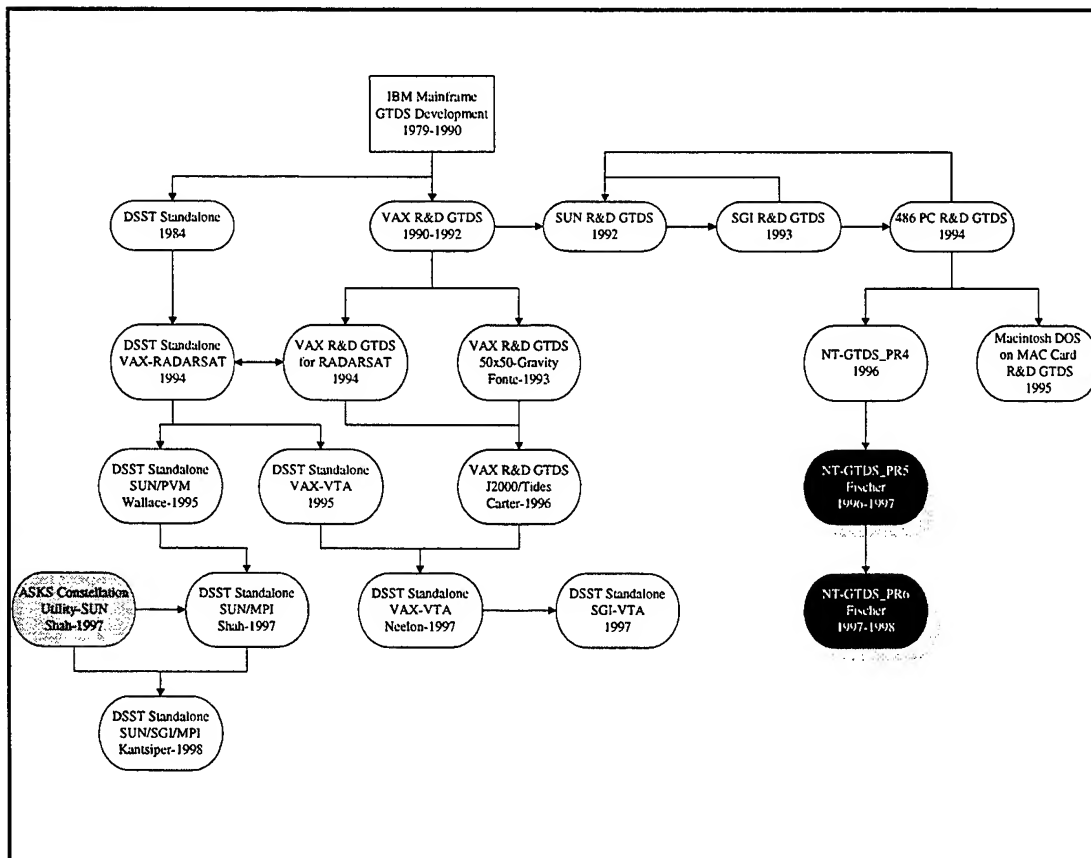 IBM Mainframe
GTDS Development
1979-1990
DSST Standalone
1984
VAX R&D GTDS
1990-1992
SUN R&D GTDS
1992
SGI R&D GTDS
1993
486 PC R&D GTDS
1994
DSST Standalone
VAX-RADARSAT
1994
VAX R&D GTDS
for RADARSAT
1994
VAX R&D GTDS
50x50-Gravity
Fonte-1993
NT-GTDS_PR4
1996
Macintosh DOS
on MAC Card
R&D GTDS
1995
DSST Standalone
SUN/PVM
Wallace-1995
DSST Standalone
VAX-VTA
1995
VAX R&D GTDS
J2000/Tides
Carter-1996
NT-GTDS_PR5
Fischer
1996-1997
ASKS Constellation
Utility-SUN
Shah-1997
DSST Standalone
SUN/MPI
Shah-1997
DSST Standalone
VAX-VTA
Neelon-1997
DSST Standalone
SGI-VTA
1997
NT-GTDS_PR6
Fischer
1997-1998
DSST Standalone
SUN/SGI/MPI
Kantsiper-1998